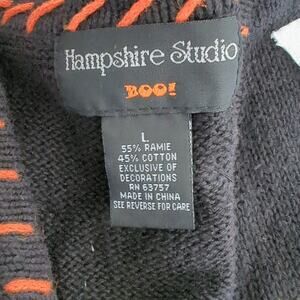 Hampshire Studio
BOO!
L
55% RAMIE
45% COTTON
EXCLUSIVE OF
DECORATIONS
RN 63757
MADE IN CHINA
SEE REVERSE FOR CARE